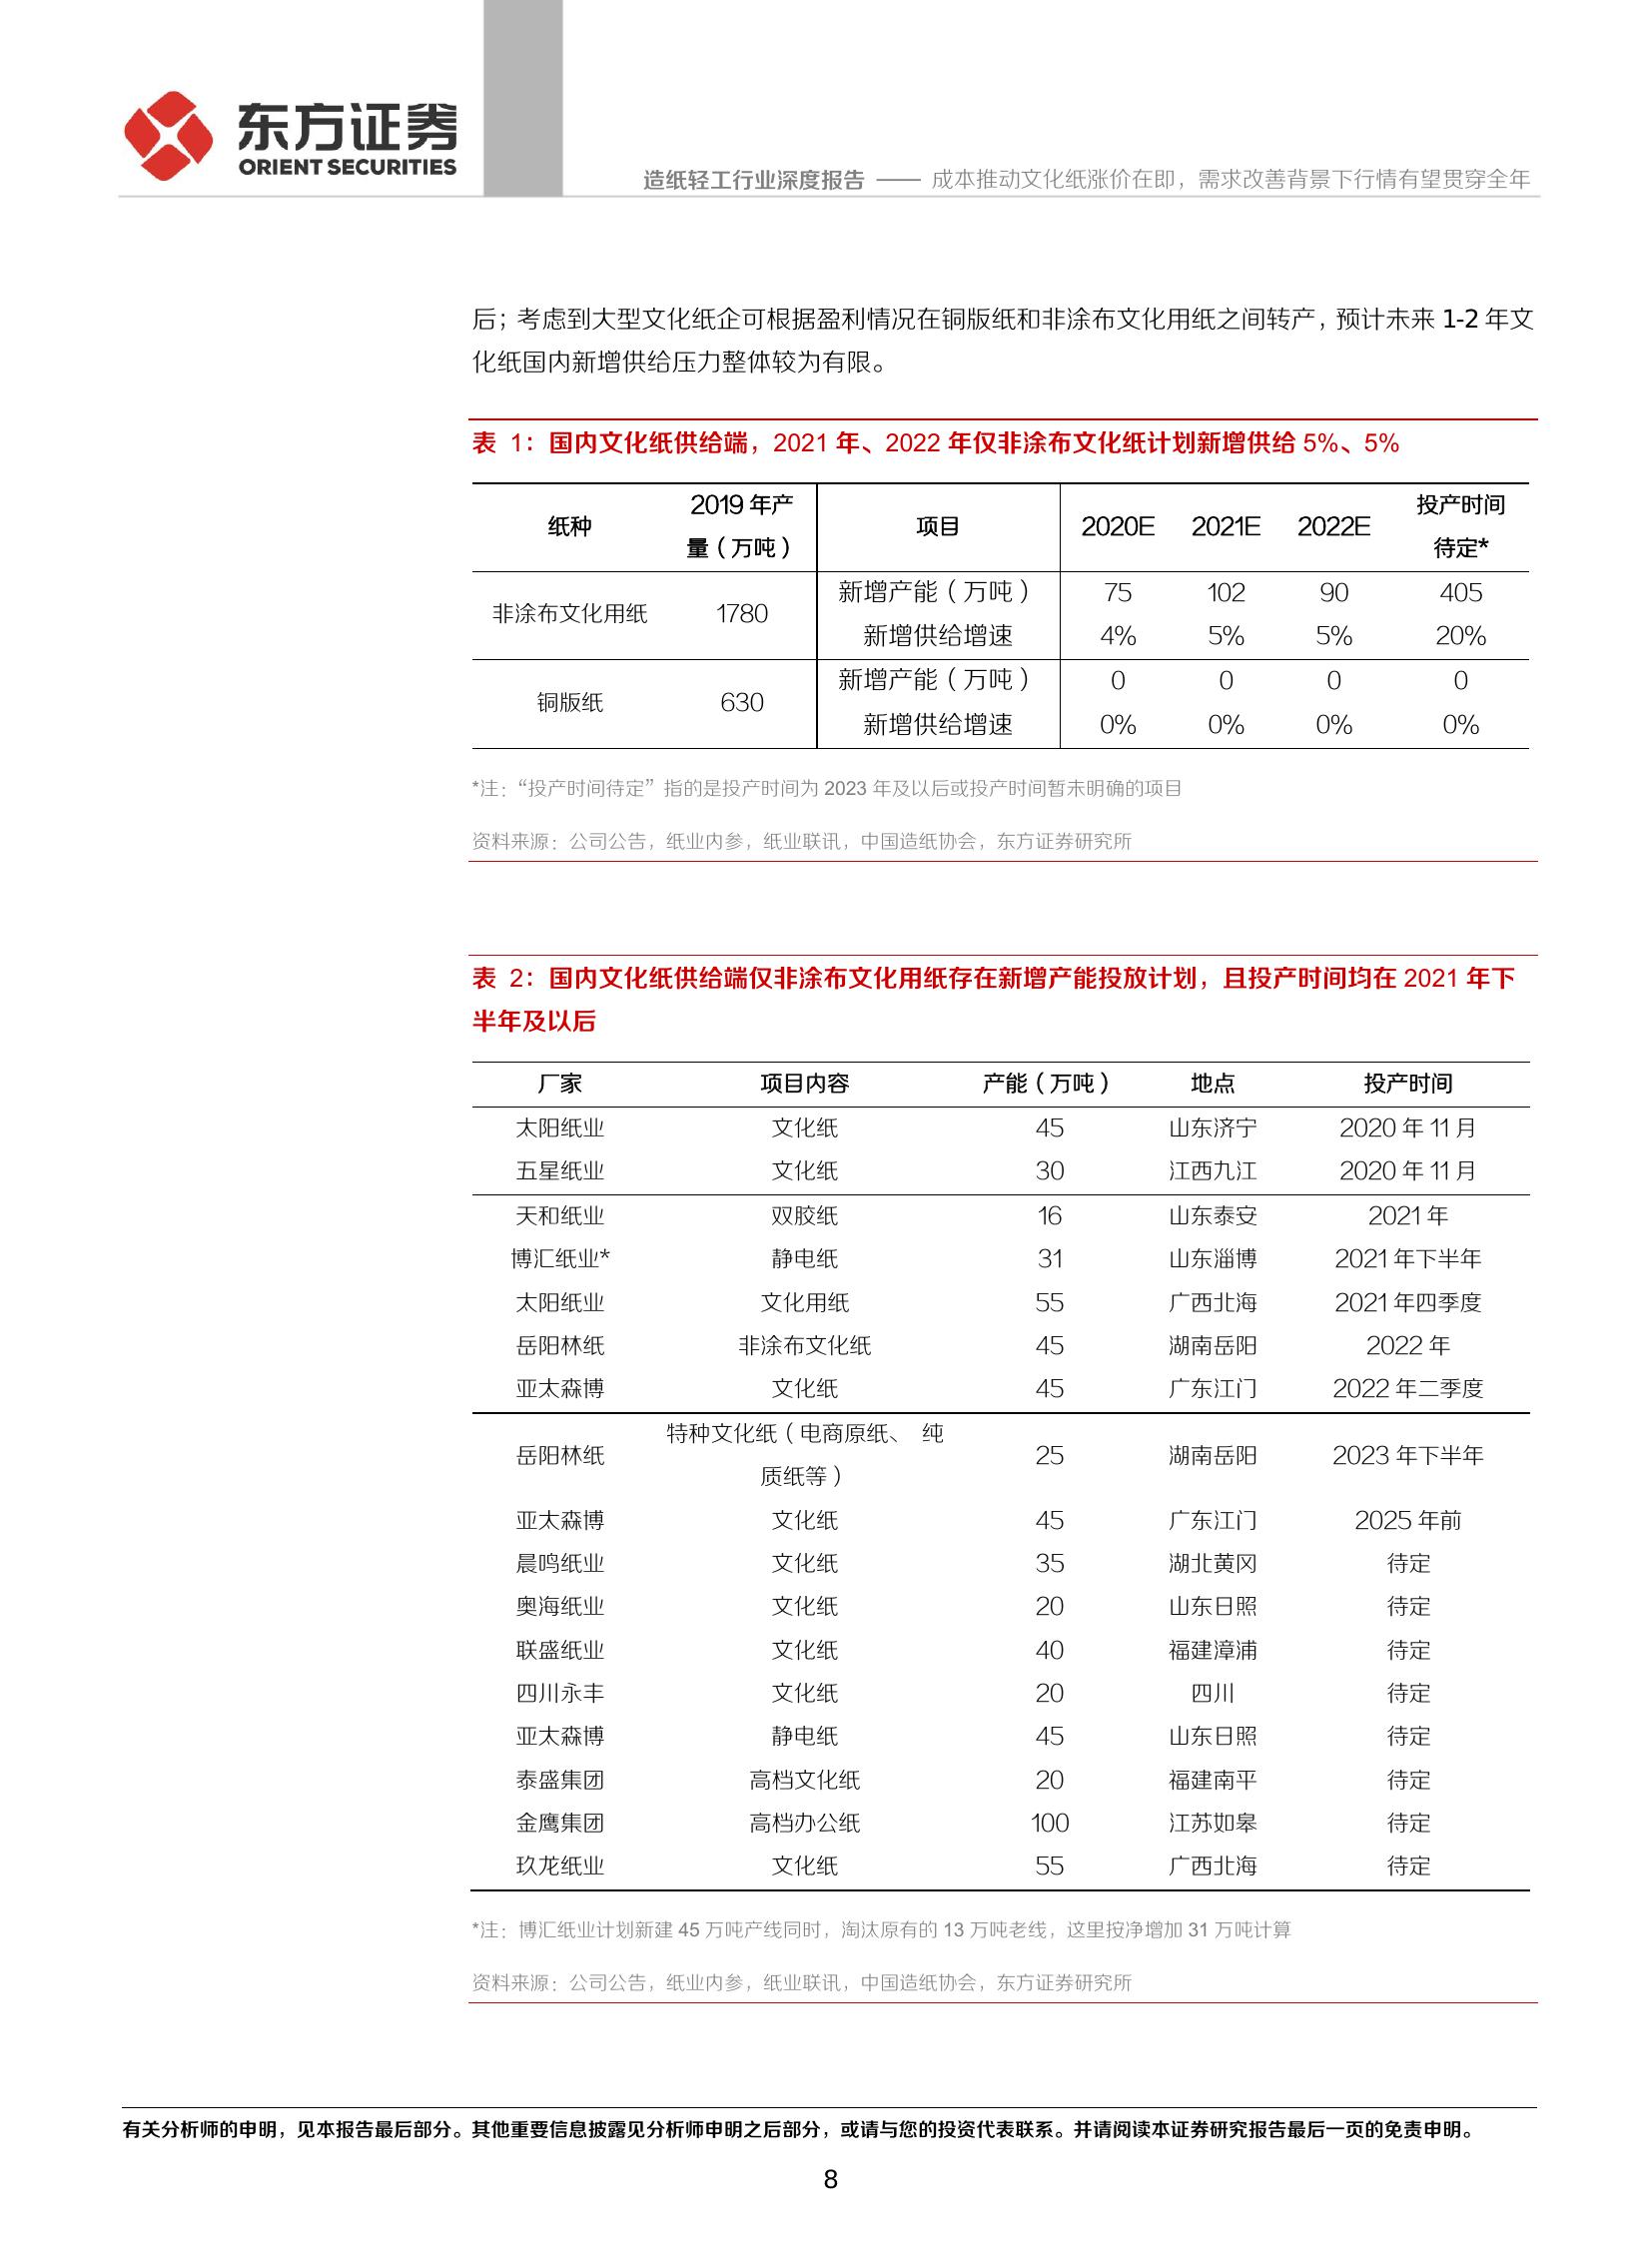 东方证券
ORIENT SECURITIES
造纸轻工行业深度报告 —— 成本推动文化纸涨价在即，需求改善背景下行情有望贯穿全年
后；考虑到大型文化纸企可根据盈利情况在铜版纸和非涂布文化用纸之间转产，预计未来 1-2 年文
化纸国内新增供给压力整体较为有限。
表 1：国内文化纸供给端，2021 年、2022 年仅非涂布文化纸计划新增供给 5%、5%
纸种 2019 年产量（万吨） 项目 2020E 2021E 2022E 投产时间待定*
非涂布文化用纸 1780 新增产能（万吨） 75 102 90 405
新增供给增速 4% 5% 5% 20%
铜版纸 630 新增产能（万吨） 0 0 0 0
新增供给增速 0% 0% 0% 0%
*注：“投产时间待定”指的是投产时间为 2023 年及以后或投产时间暂未明确的项目
资料来源：公司公告，纸业内参，纸业联讯，中国造纸协会，东方证券研究所
表 2：国内文化纸供给端仅非涂布文化用纸存在新增产能投放计划，且投产时间均在 2021 年下
半年及以后
厂家 项目内容 产能（万吨） 地点 投产时间
太阳纸业 文化纸 45 山东济宁 2020 年 11 月
五星纸业 文化纸 30 江西九江 2020 年 11 月
天和纸业 双胶纸 16 山东泰安 2021 年
博汇纸业* 静电纸 31 山东淄博 2021 年下半年
太阳纸业 文化用纸 55 广西北海 2021 年四季度
岳阳林纸 非涂布文化纸 45 湖南岳阳 2022 年
亚太森博 文化纸 45 广东江门 2022 年二季度
岳阳林纸 特种文化纸（电商原纸、 纯质纸等） 25 湖南岳阳 2023 年下半年
亚太森博 文化纸 45 广东江门 2025 年前
晨鸣纸业 文化纸 35 湖北黄冈 待定
奥海纸业 文化纸 20 山东日照 待定
联盛纸业 文化纸 40 福建漳浦 待定
四川永丰 文化纸 20 四川 待定
亚太森博 静电纸 45 山东日照 待定
泰盛集团 高档文化纸 20 福建南平 待定
金鹰集团 高档办公纸 100 江苏如皋 待定
玖龙纸业 文化纸 55 广西北海 待定
*注：博汇纸业计划新建 45 万吨产线同时，淘汰原有的 13 万吨老线，这里按净增加 31 万吨计算
资料来源：公司公告，纸业内参，纸业联讯，中国造纸协会，东方证券研究所
有关分析师的申明，见本报告最后部分。其他重要信息披露见分析师申明之后部分，或请与您的投资代表联系。并请阅读本证券研究报告最后一页的免责申明。
8